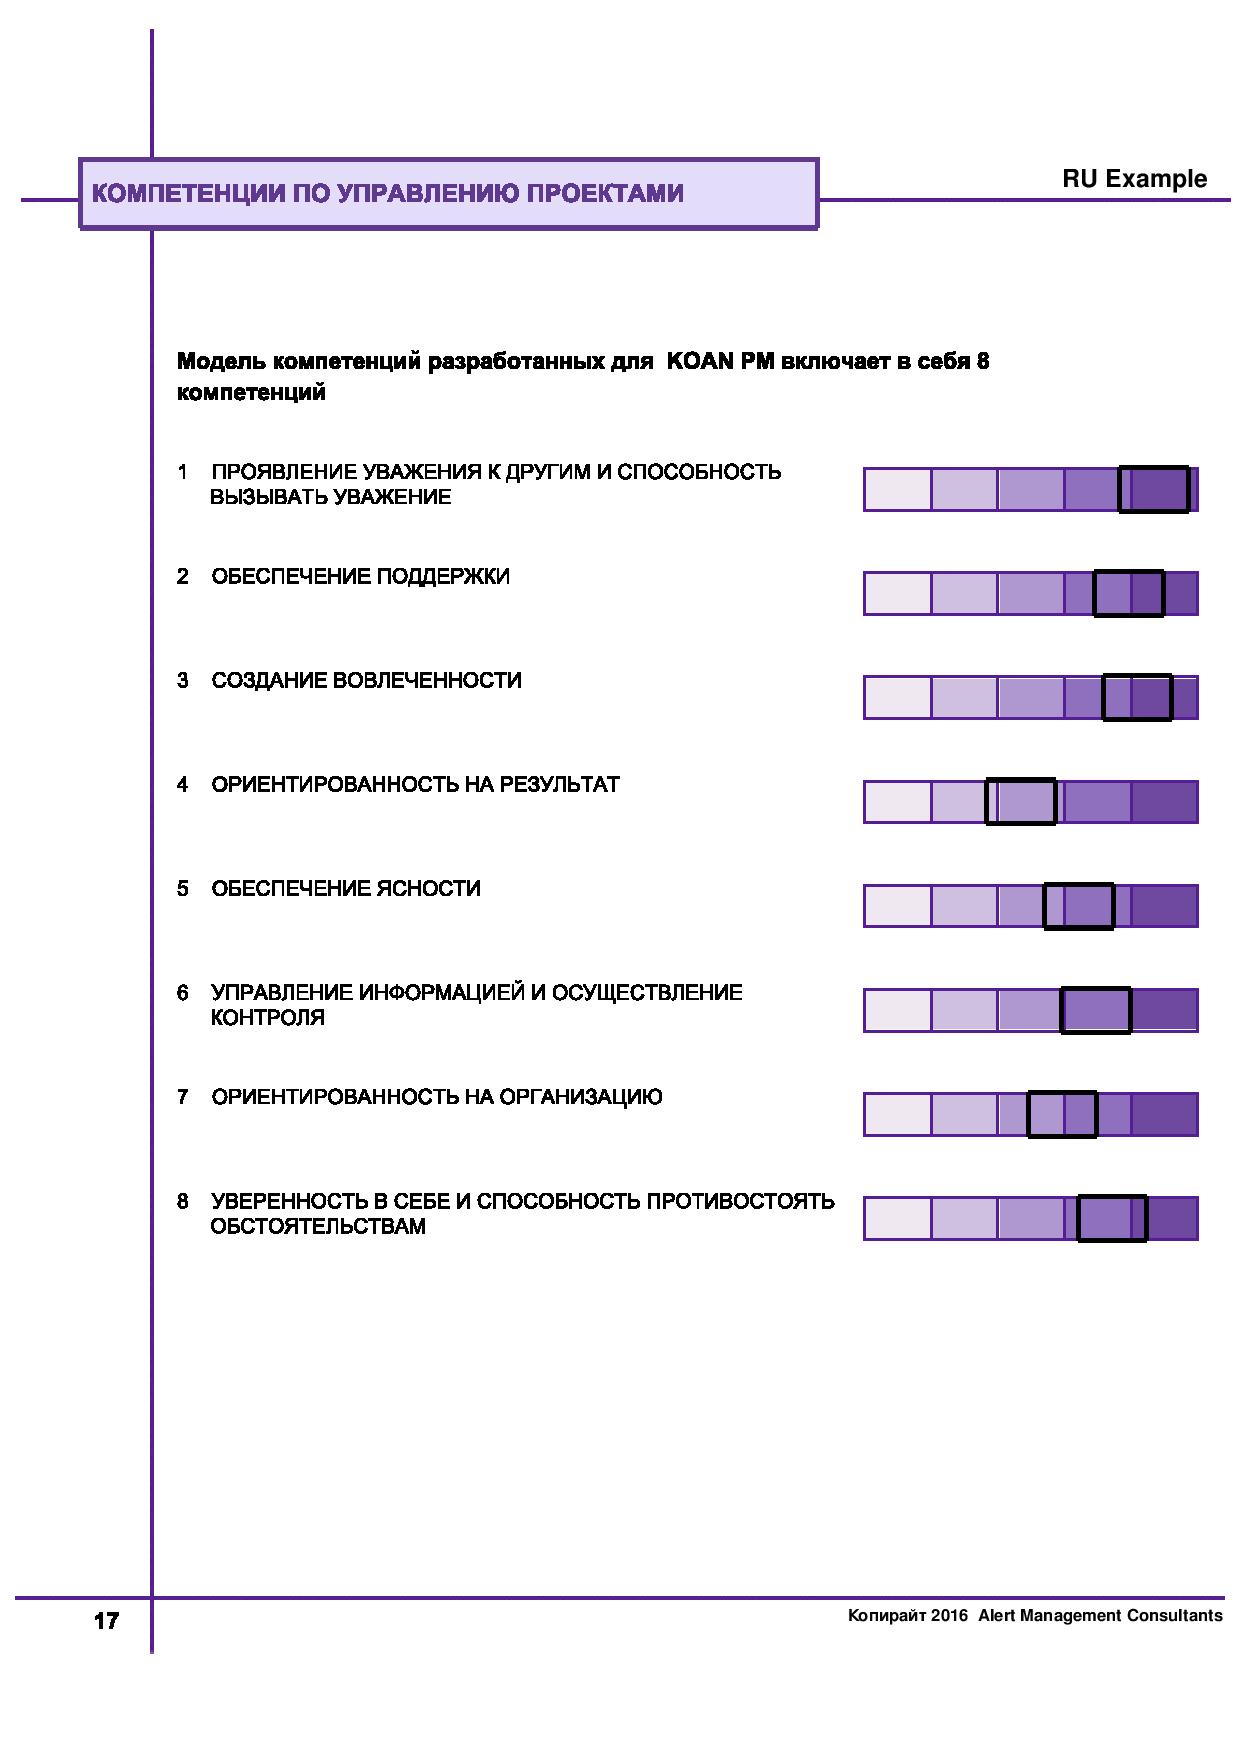 КОМПЕТЕНЦИИ ПО УПРАВЛЕНИЮ ПРОЕКТАМИ
RU Example
Модель компетенций разработанных для KOAN PM включает в себя 8
компетенций
1 ПРОЯВЛЕНИЕ УВАЖЕНИЯ К ДРУГИМ И СПОСОБНОСТЬ
ВЫЗЫВАТЬ УВАЖЕНИЕ
2 ОБЕСПЕЧЕНИЕ ПОДДЕРЖКИ
3 СОЗДАНИЕ ВОВЛЕЧЕННОСТИ
4 ОРИЕНТИРОВАННОСТЬ НА РЕЗУЛЬТАТ
5 ОБЕСПЕЧЕНИЕ ЯСНОСТИ
6 УПРАВЛЕНИЕ ИНФОРМАЦИЕЙ И ОСУЩЕСТВЛЕНИЕ
КОНТРОЛЯ
7 ОРИЕНТИРОВАННОСТЬ НА ОРГАНИЗАЦИЮ
8 УВЕРЕННОСТЬ В СЕБЕ И СПОСОБНОСТЬ ПРОТИВОСТОЯТЬ
ОБСТОЯТЕЛЬСТВАМ
17
Копирайт 2016 Alert Management Consultants